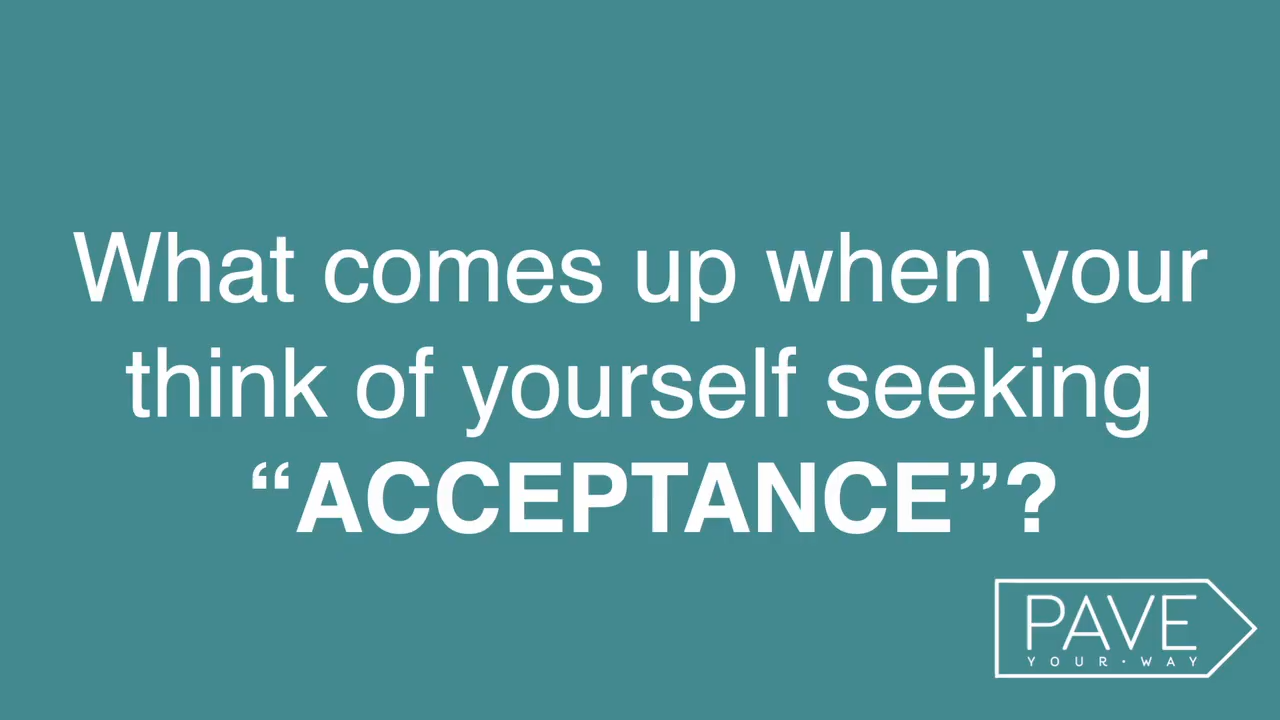 What comes up when your
think of yourself seeking
“ACCEPTANCE”?
PAVE
YOUR·WAY